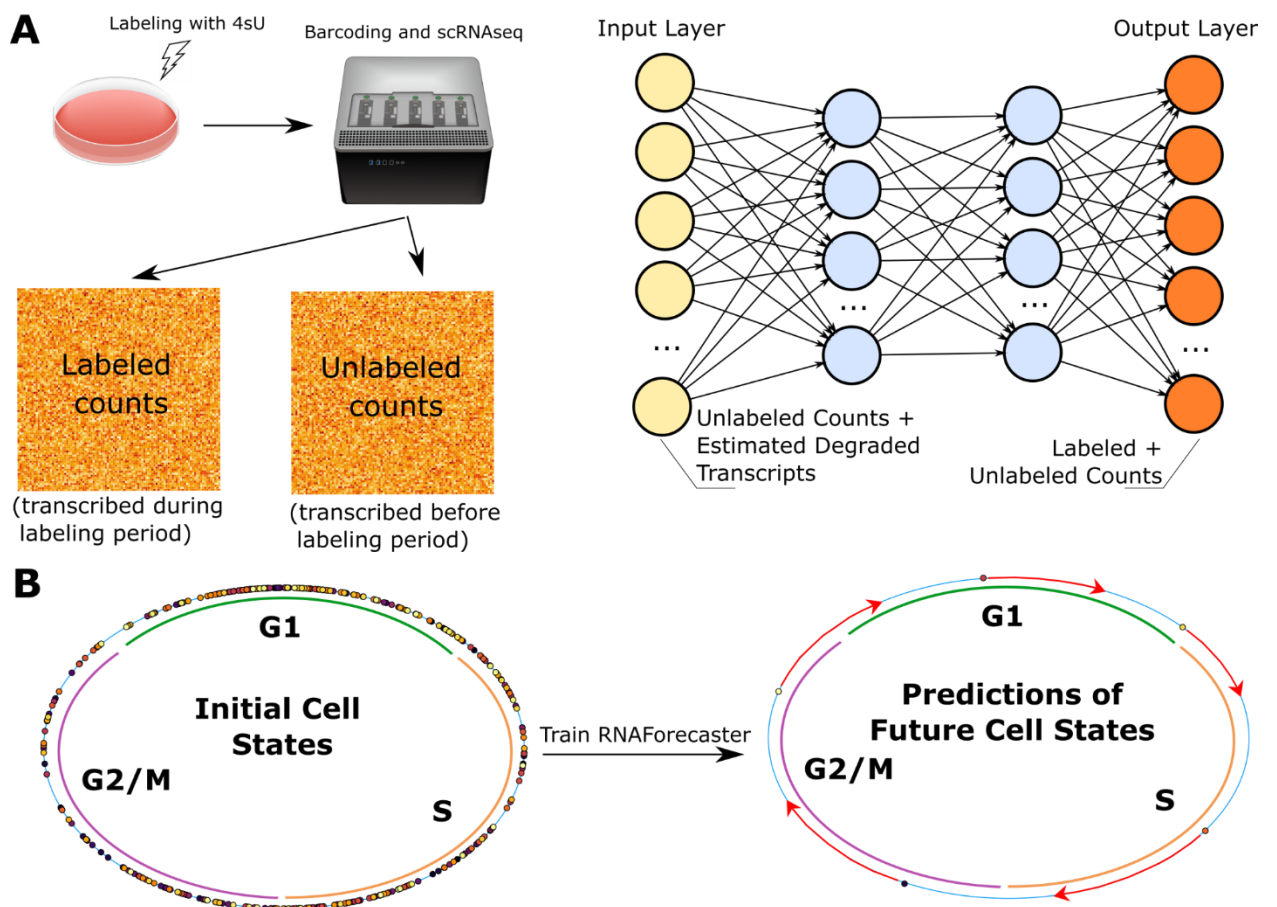 A
Labeling with 4sU
Barcoding and scRNAseq
Labeled
counts
(transcribed during
labeling period)
Unlabeled
counts
(transcribed before
labeling period)
Input Layer
Output Layer
...
...
...
...
Unlabeled Counts +
Estimated Degraded
Transcripts
Labeled +
Unlabeled Counts
B
G1
Initial Cell
States
G2/M
S
Train RNAForecaster
G1
Predictions of
Future Cell States
G2/M
S